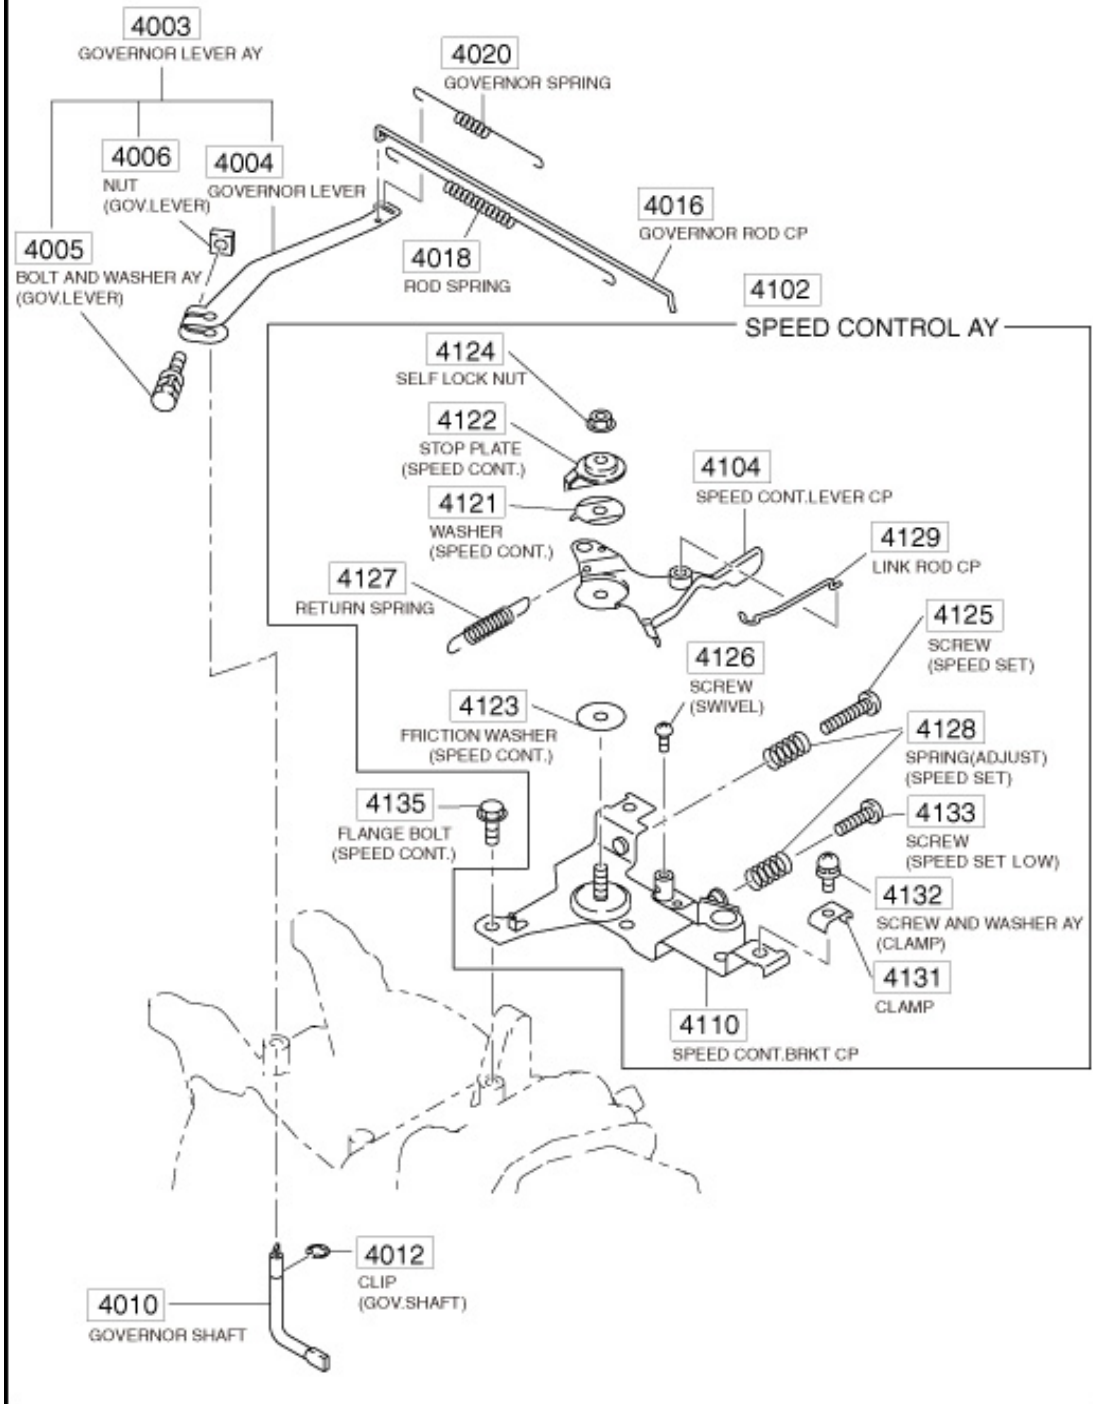 4003
GOVERNOR LEVER AY
4020
GOVERNOR SPRING
4006
NUT
(GOV.LEVER)
4004
GOVERNOR LEVER
4005
BOLT AND WASHER AY
(GOV.LEVER)
4016
GOVERNOR ROD CP
4018
ROD SPRING
4102
SPEED CONTROL AY
4124
SELF LOCK NUT
4122
STOP PLATE
(SPEED CONT.)
4104
SPEED CONT.LEVER CP
4121
WASHER
(SPEED CONT.)
4129
LINK ROD CP
4127
RETURN SPRING
4125
SCREW
(SPEED SET)
4126
SCREW
(SWIVEL)
4123
FRICTION WASHER
(SPEED CONT.)
4128
SPRING(ADJUST)
(SPEED SET)
4135
FLANGE BOLT
(SPEED CONT.)
4133
SCREW
(SPEED SET LOW)
4132
SCREW AND WASHER AY
(CLAMP)
4131
CLAMP
4110
SPEED CONT.BRKT CP
4012
CLIP
(GOV.SHAFT)
4010
GOVERNOR SHAFT